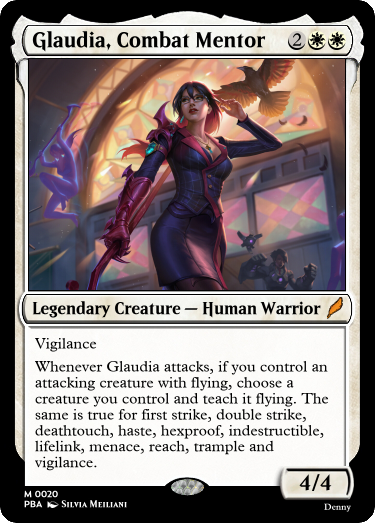 Glaudia, Combat Mentor 2
Legendary Creature — Human Warrior
Vigilance
Whenever Glaudia attacks, if you control an
attacking creature with flying, choose a
creature you control and teach it flying. The
same is true for first strike, double strike,
deathtouch, haste, hexproof, indestructible,
lifelink, menace, reach, trample and
vigilance.
4/4
M 0020
PBA Silvia Meiliani
Denny